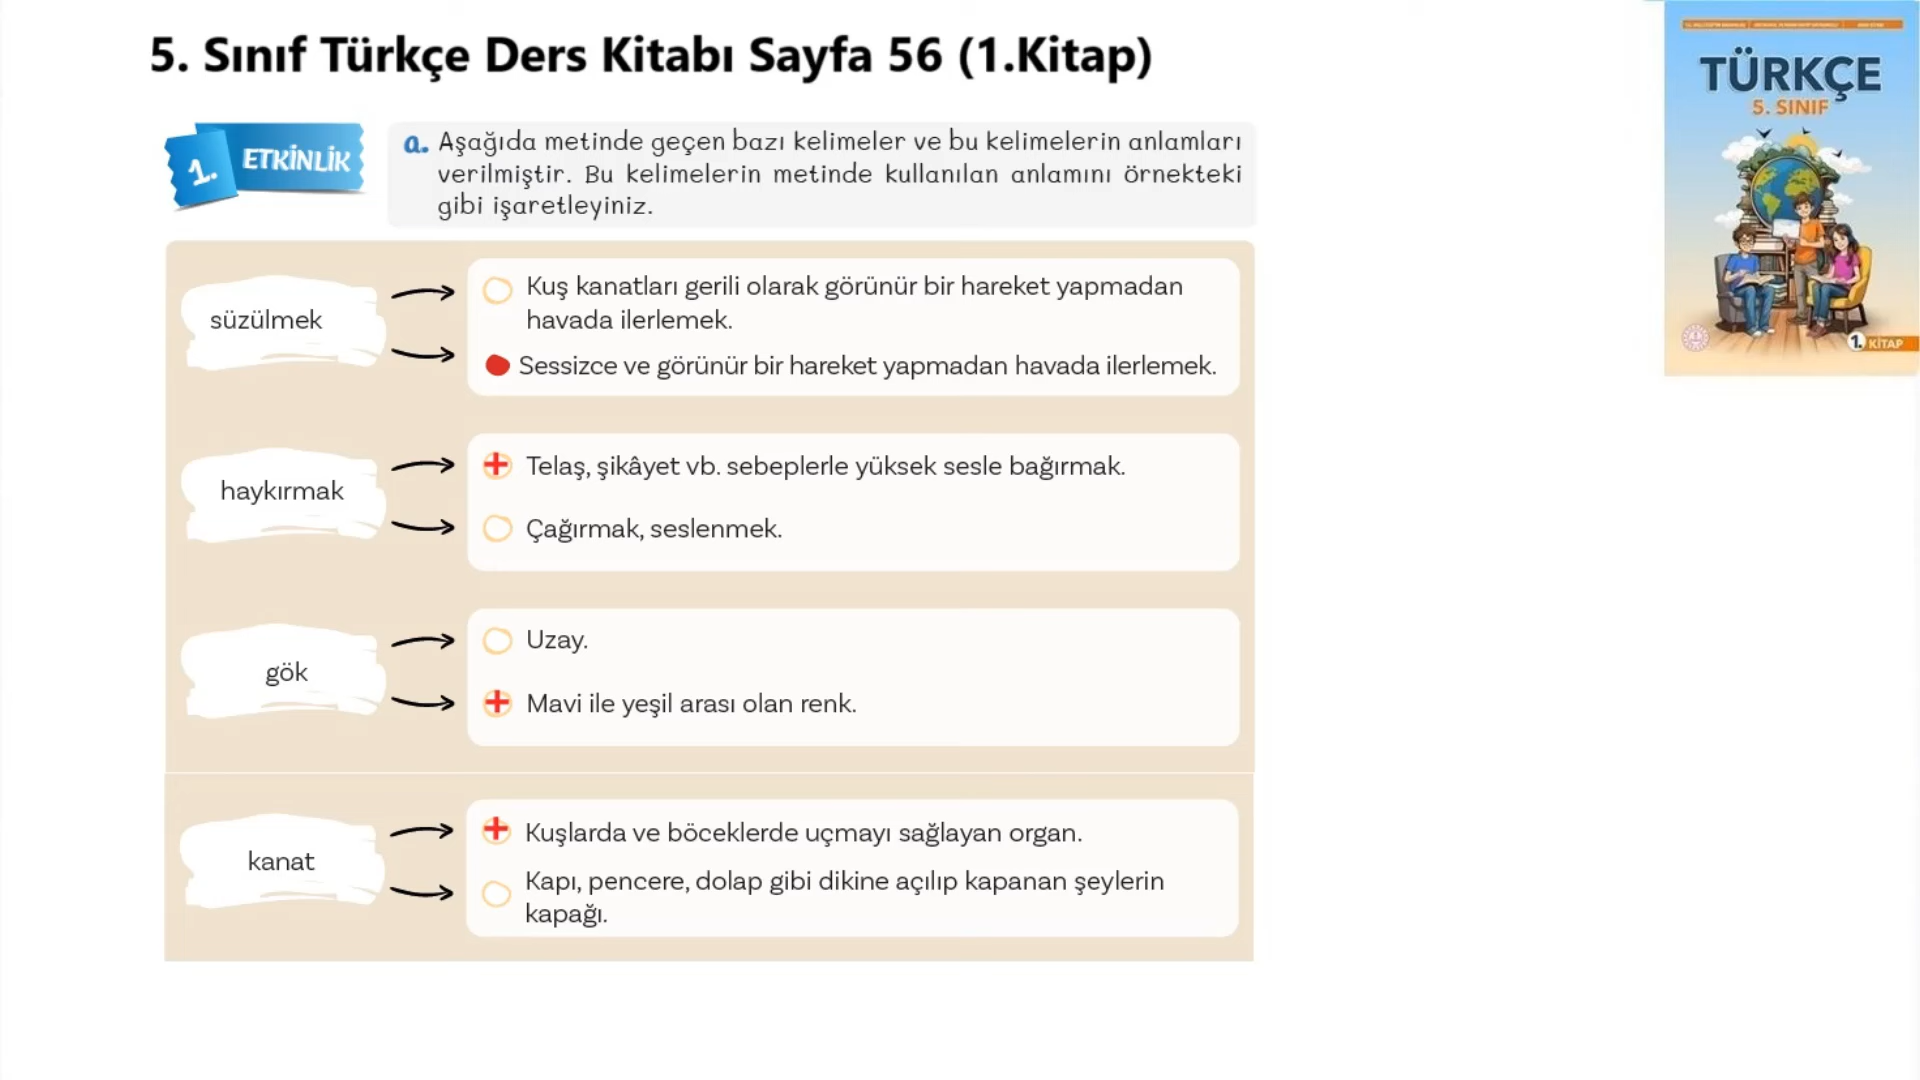 5. Sınıf Türkçe Ders Kitabı Sayfa 56 (1.Kitap)
TÜRKÇE
5. SINIF
1. KİTAP
1. ETKİNLİK
a. Aşağıda metinde geçen bazı kelimeler ve bu kelimelerin anlamları
verilmiştir. Bu kelimelerin metinde kullanılan anlamını örnekteki
gibi işaretleyiniz.
süzülmek
Kuş kanatları gerili olarak görünür bir hareket yapmadan
havada ilerlemek.
Sessizce ve görünür bir hareket yapmadan havada ilerlemek.
haykırmak
Telaş, şikâyet vb. sebeplerle yüksek sesle bağırmak.
Çağırmak, seslenmek.
gök
Uzay.
Mavi ile yeşil arası olan renk.
kanat
Kuşlarda ve böceklerde uçmayı sağlayan organ.
Kapı, pencere, dolap gibi dikine açılıp kapanan şeylerin
kapağı.